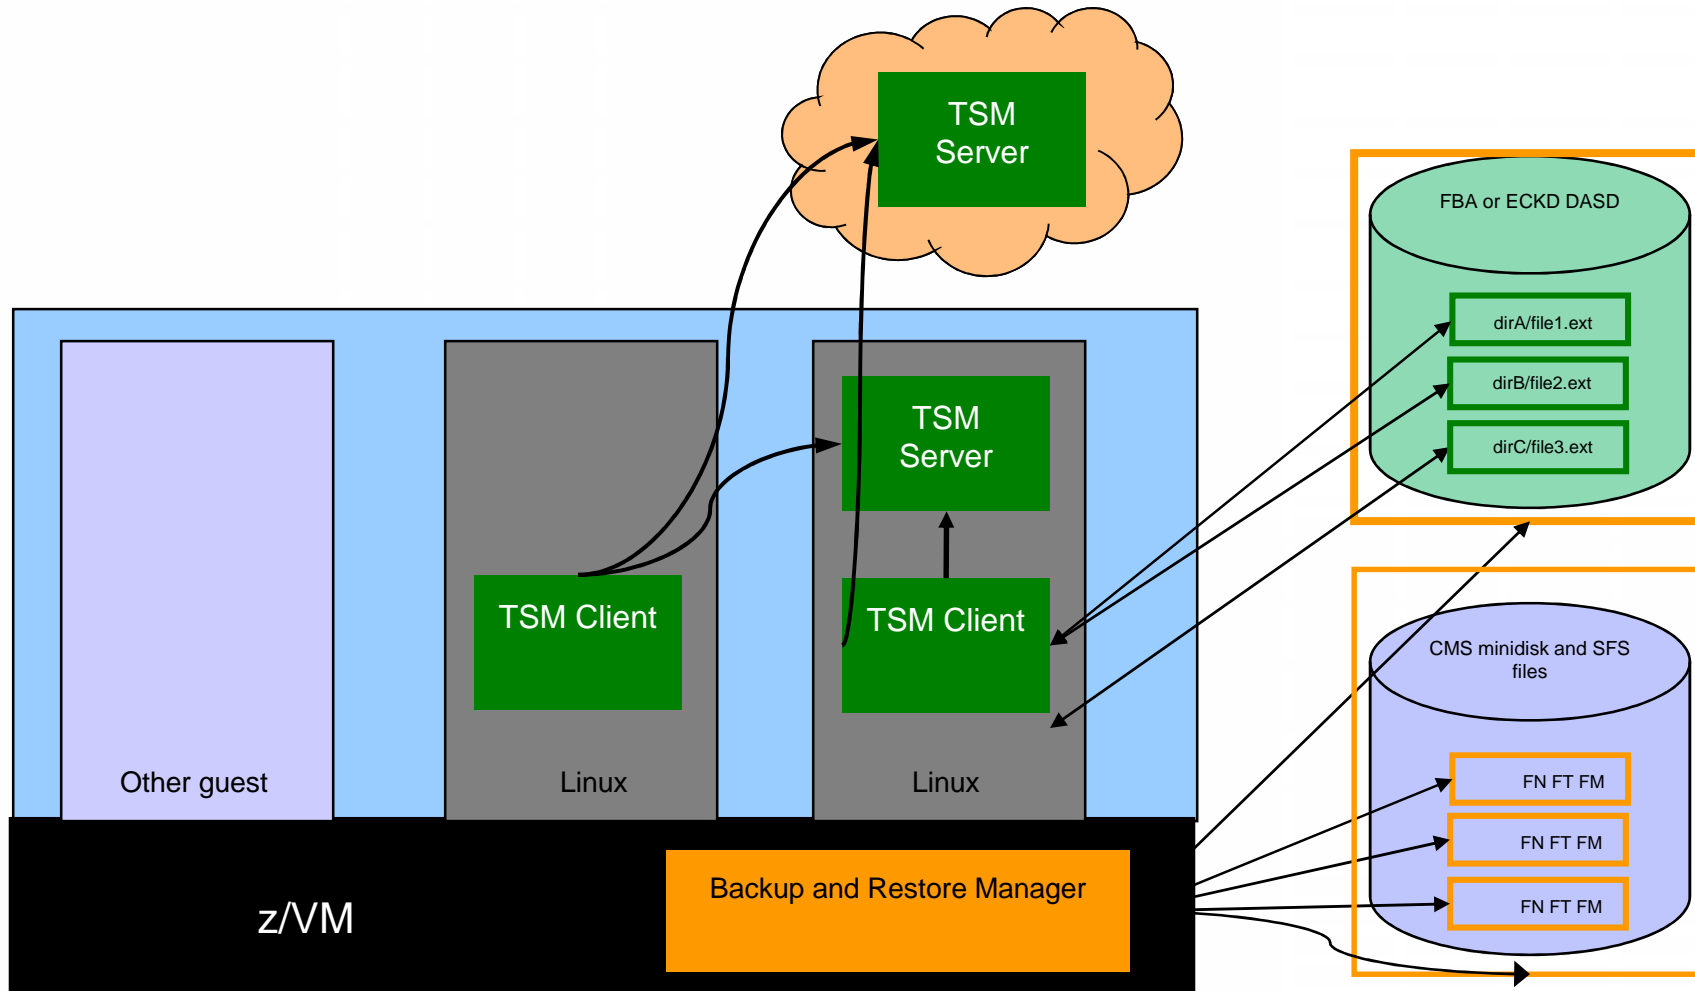 TSM
Server
FBA or ECKD DASD
dirA/file1.ext
dirB/file2.ext
dirC/file3.ext
TSM
Server
TSM Client
TSM Client
CMS minidisk and SFS
files
Other guest
Linux
Linux
FN FT FM
FN FT FM
FN FT FM
Backup and Restore Manager
z/VM